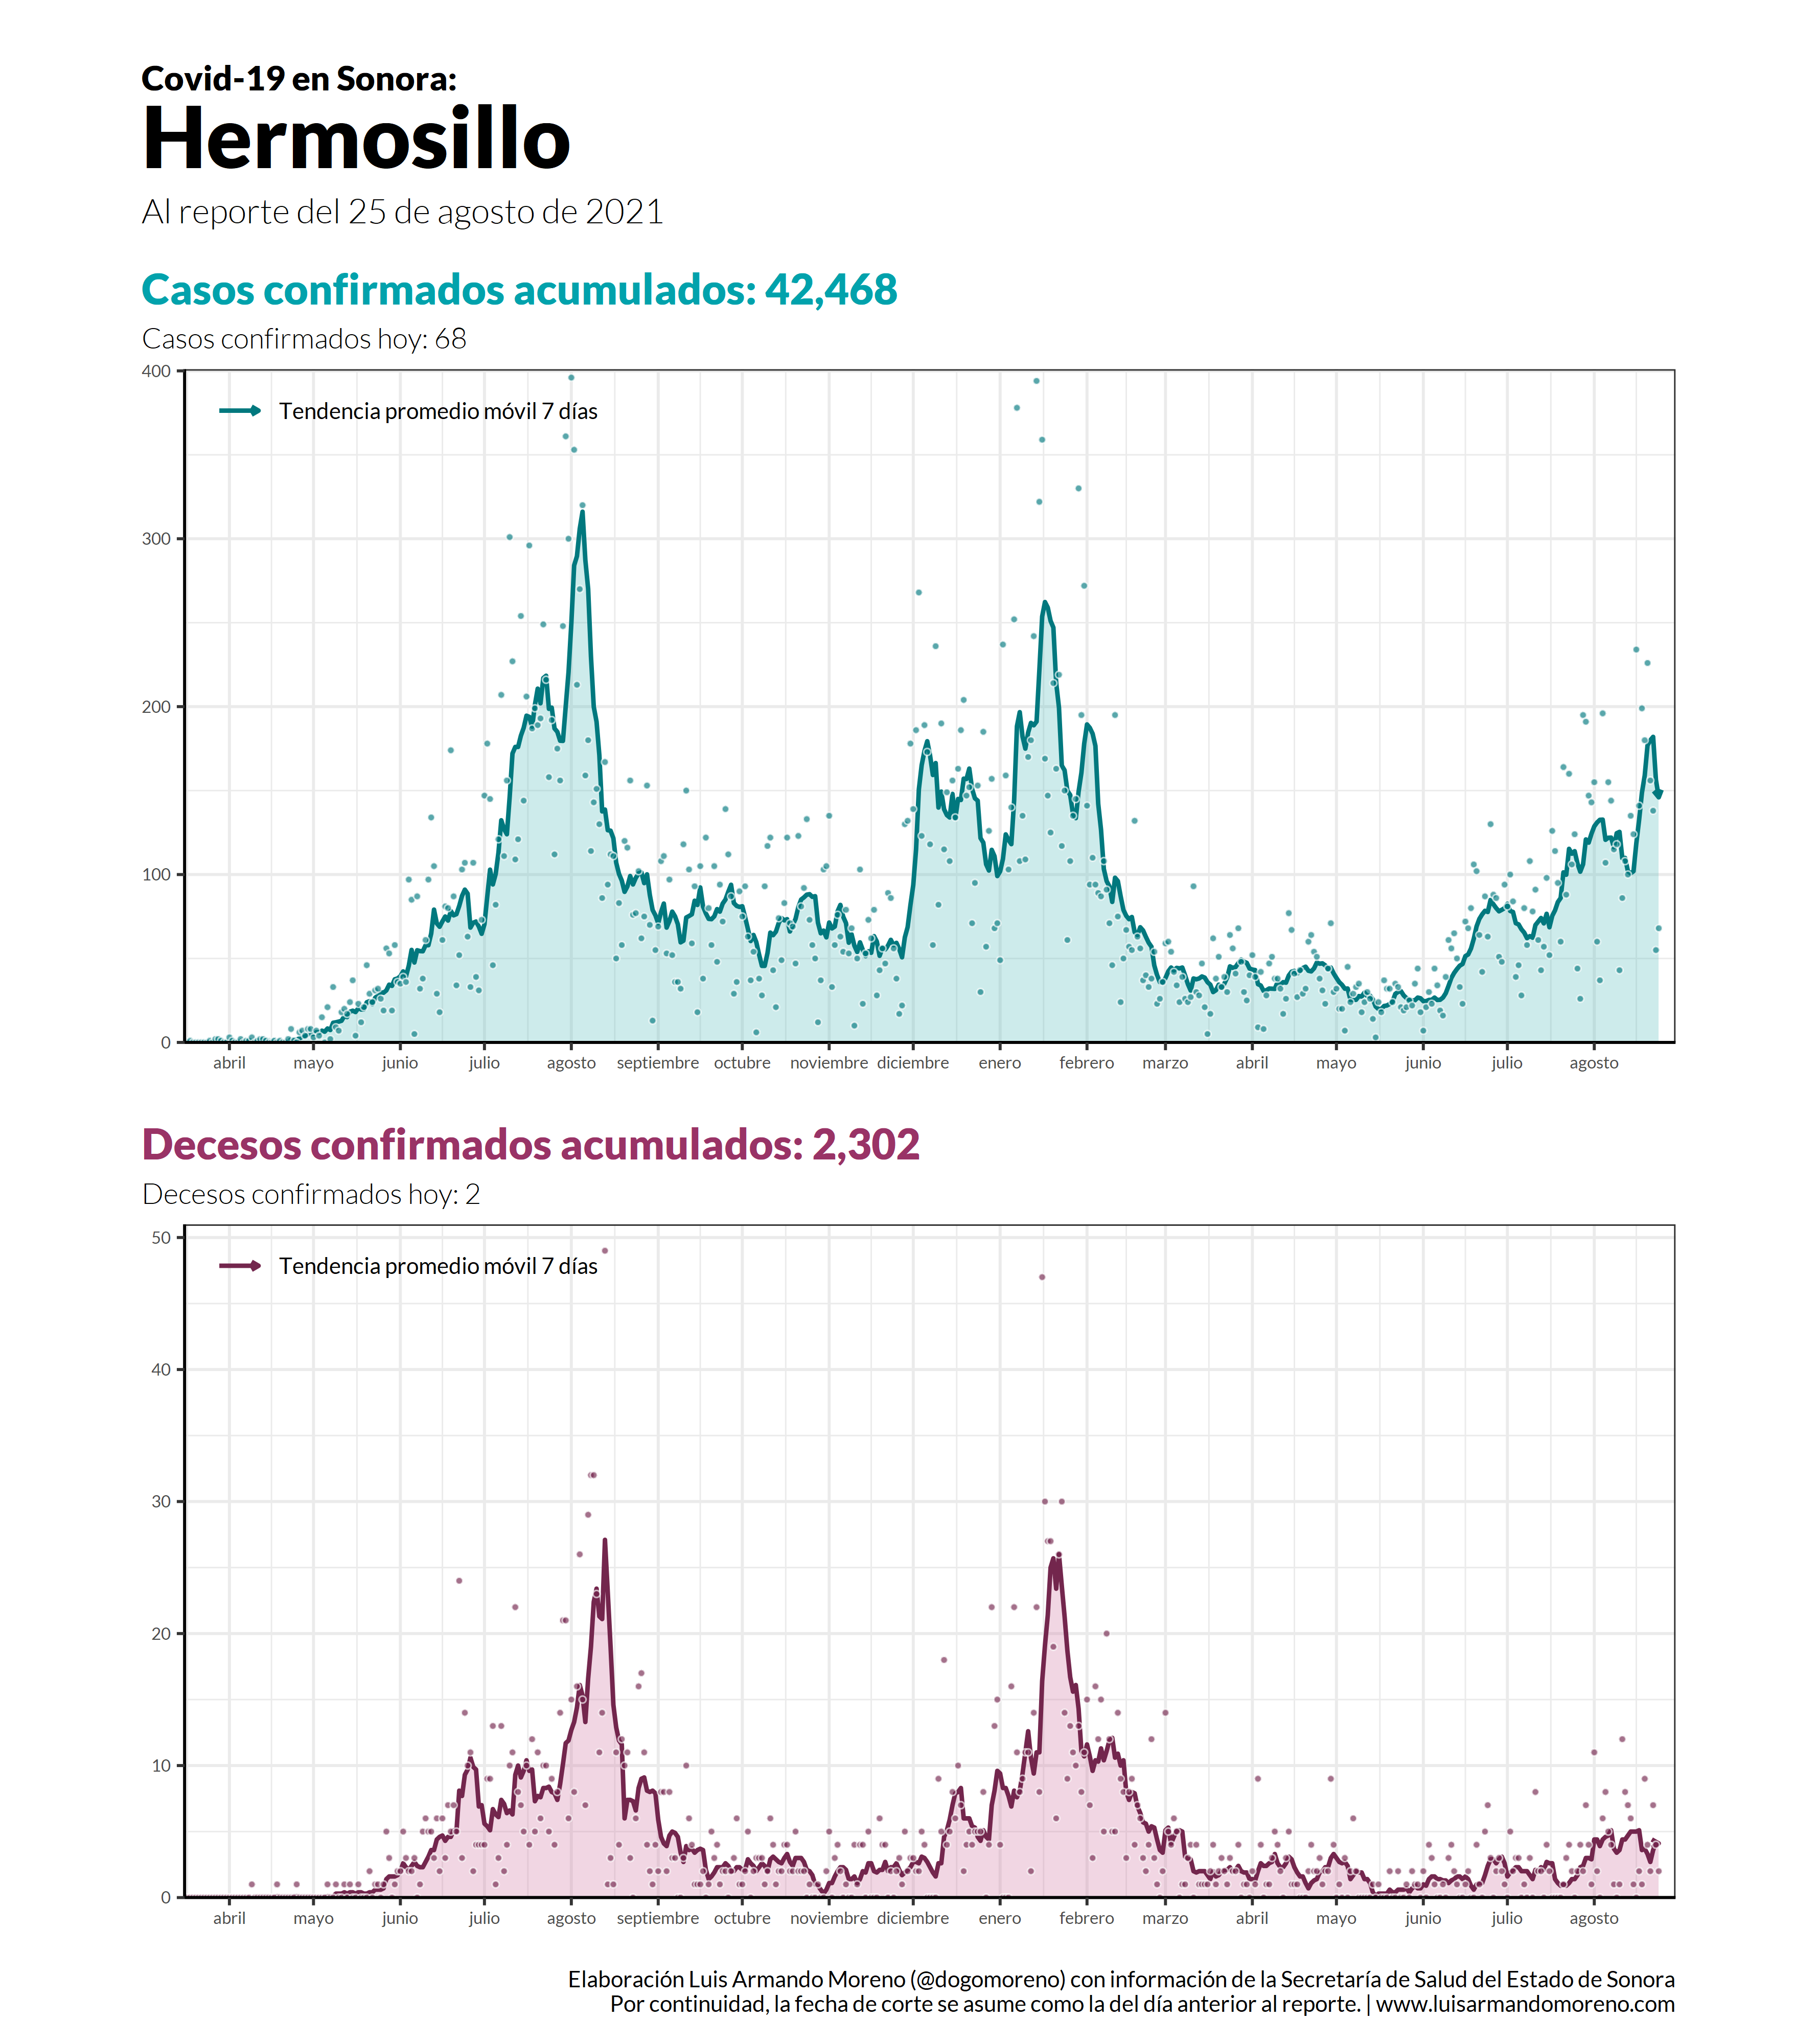 Covid-19 en Sonora:
Hermosillo
Al reporte del 25 de agosto de 2021
Casos confirmados acumulados: 42,468
Casos confirmados hoy: 68
400
300
200
100
0
Tendencia promedio móvil 7 días
abril mayo junio julio agosto septiembre octubre noviembre diciembre enero febrero marzo abril mayo junio julio agosto
Decesos confirmados acumulados: 2,302
Decesos confirmados hoy: 2
50
40
30
20
10
0
Tendencia promedio móvil 7 días
abril mayo junio julio agosto septiembre octubre noviembre diciembre enero febrero marzo abril mayo junio julio agosto
Elaboración Luis Armando Moreno (@dogomoreno) con información de la Secretaría de Salud del Estado de Sonora
Por continuidad, la fecha de corte se asume como la del día anterior al reporte. | www.luisarmandomoreno.com